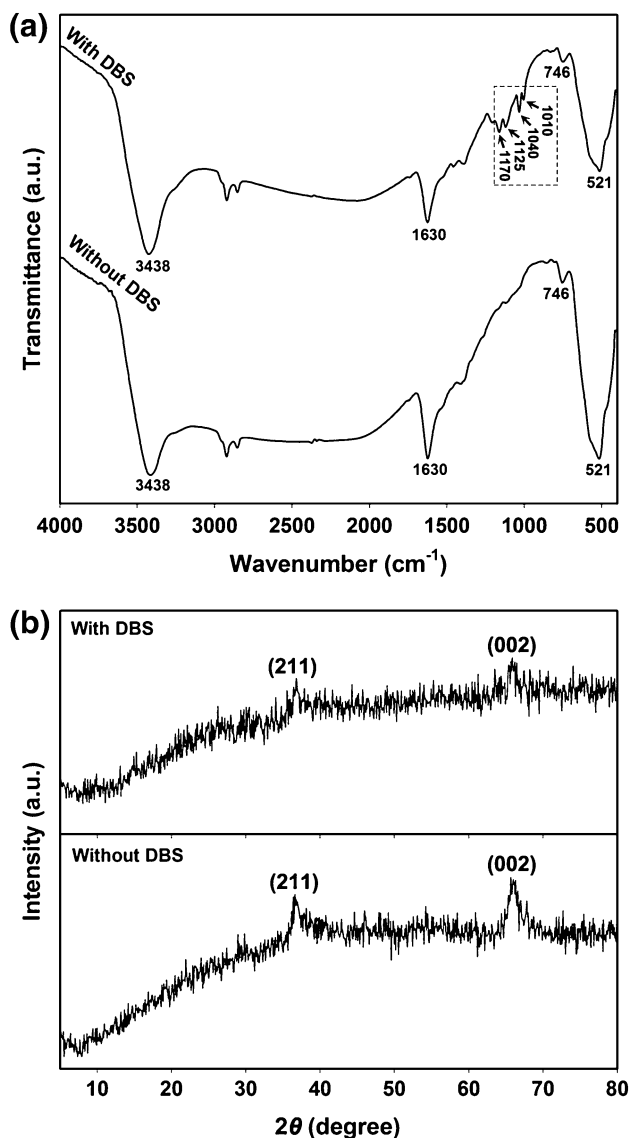 (a)
With DBS
746
1010
1040
1125
1170
3438
1630
521
Without DBS
746
3438
1630
521
Transmittance (a.u.)
4000 3500 3000 2500 2000 1500 1000 500
Wavenumber (cm⁻¹)
(b)
With DBS
(211)
(002)
Without DBS
(211)
(002)
Intensity (a.u.)
10 20 30 40 50 60 70 80
2θ (degree)